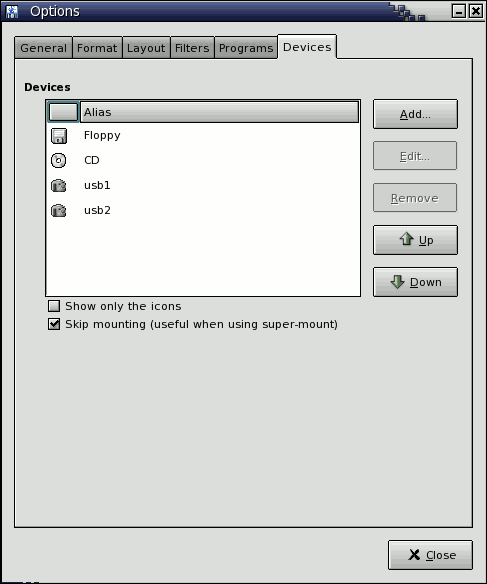 Options
General Format Layout Filters Programs Devices
Devices
Alias
Floppy
CD
usb1
usb2
Add...
Edit...
Remove
Up
Down
Show only the icons
Skip mounting (useful when using super-mount)
Close